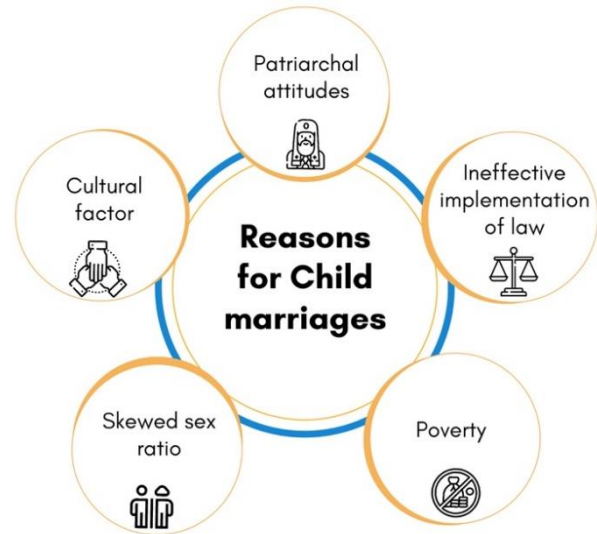 Patriarchal
attitudes
Ineffective
implementation
of law
Cultural
factor
Reasons
for Child
marriages
Skewed sex
ratio
Poverty